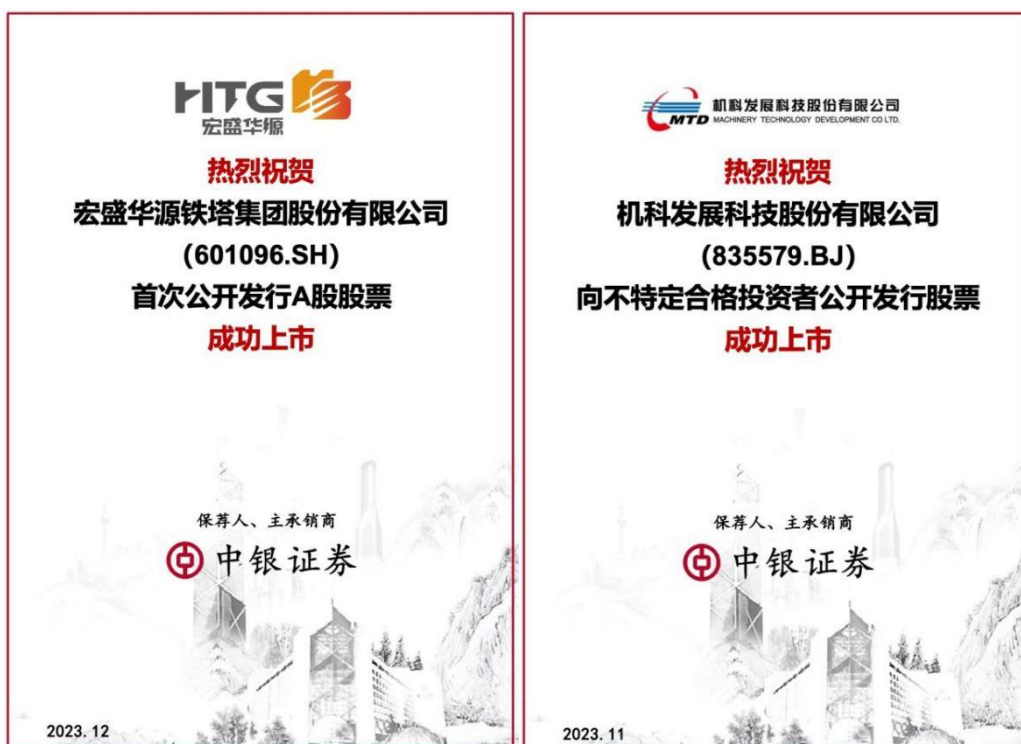 HTG
宏盛华源
热烈祝贺
宏盛华源铁塔集团股份有限公司
(601096.SH)
首次公开发行A股股票
成功上市
保荐人、主承销商
中银证券
2023.12
MTD
机科发展科技股份有限公司
MACHINERY TECHNOLOGY DEVELOPMENT CO LTD.
热烈祝贺
机科发展科技股份有限公司
(835579.BJ)
向不特定合格投资者公开发行股票
成功上市
保荐人、主承销商
中银证券
2023.11